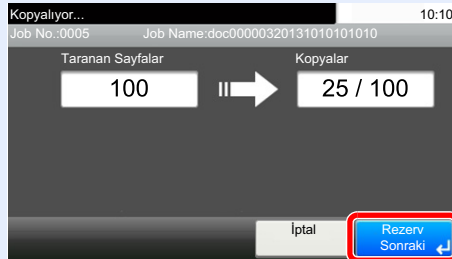 Kopyalıyor... 10:10
Job No.:0005 Job Name:doc00000320131010101010
Taranan Sayfalar Kopyalar
100 25 / 100
İptal Rezerv
Sonraki